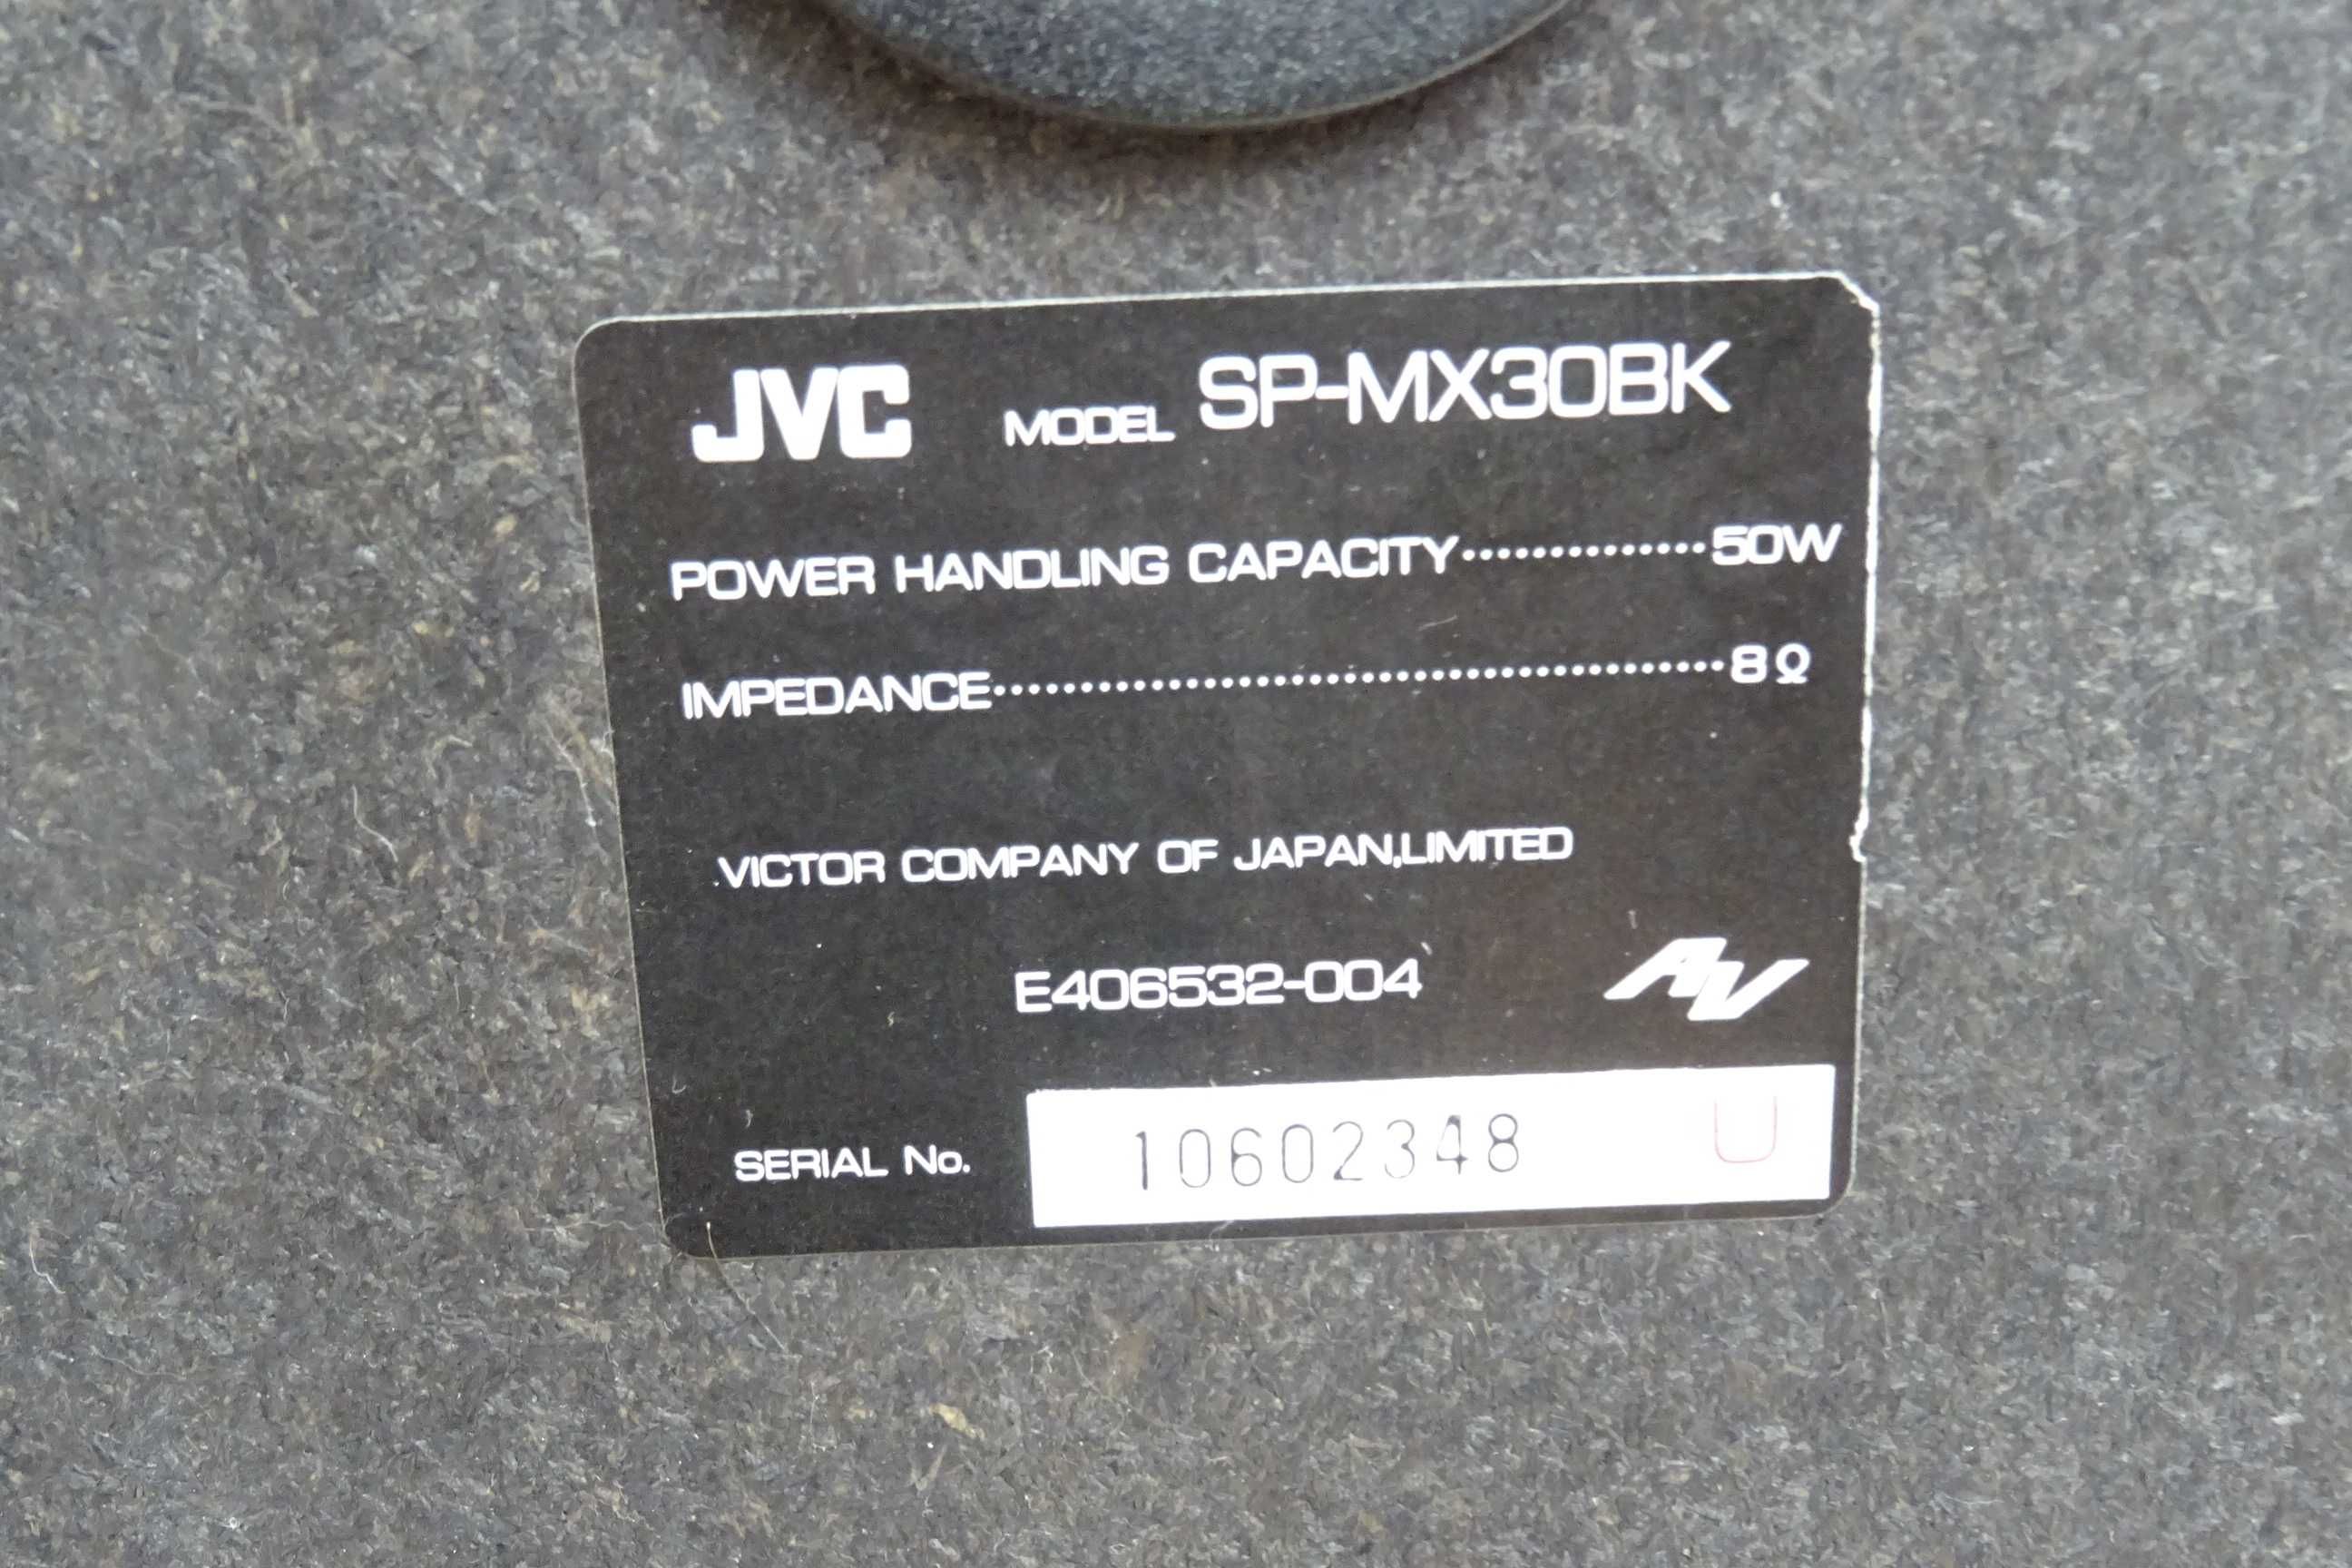 JVC MODEL SP-MX30BK
POWER HANDLING CAPACITY··············50W
IMPEDANCE··········································8Ω
VICTOR COMPANY OF JAPAN,LIMITED
E406532-004 AV
SERIAL No. 10602348 U